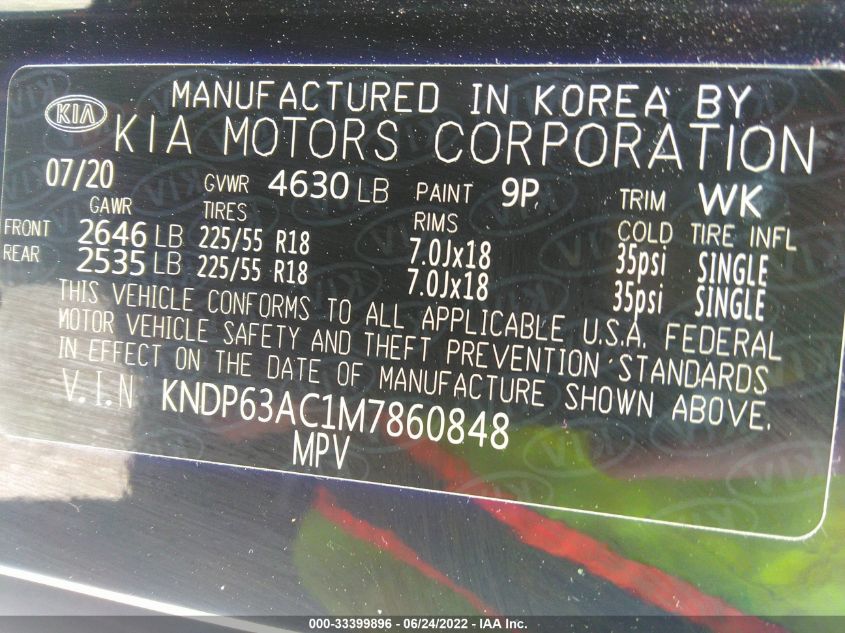 KIA
MANUFACTURED IN KOREA BY
KIA MOTORS CORPORATION
07/20 GVWR 4630 LB PAINT 9P TRIM WK
GAWR TIRES RIMS COLD TIRE INFL
FRONT 2646 LB 225/55 R18 7.0Jx18 35psi SINGLE
REAR 2535 LB 225/55 R18 7.0Jx18 35psi SINGLE
THIS VEHICLE CONFORMS TO ALL APPLICABLE U.S.A. FEDERAL
MOTOR VEHICLE SAFETY AND THEFT PREVENTION STANDARDS
IN EFFECT ON THE DATE OF MANUFACTURE SHOWN ABOVE.
V.I.N KNDP63AC1M7860848
MPV
000-33399896 - 06/24/2022 - IAA Inc.